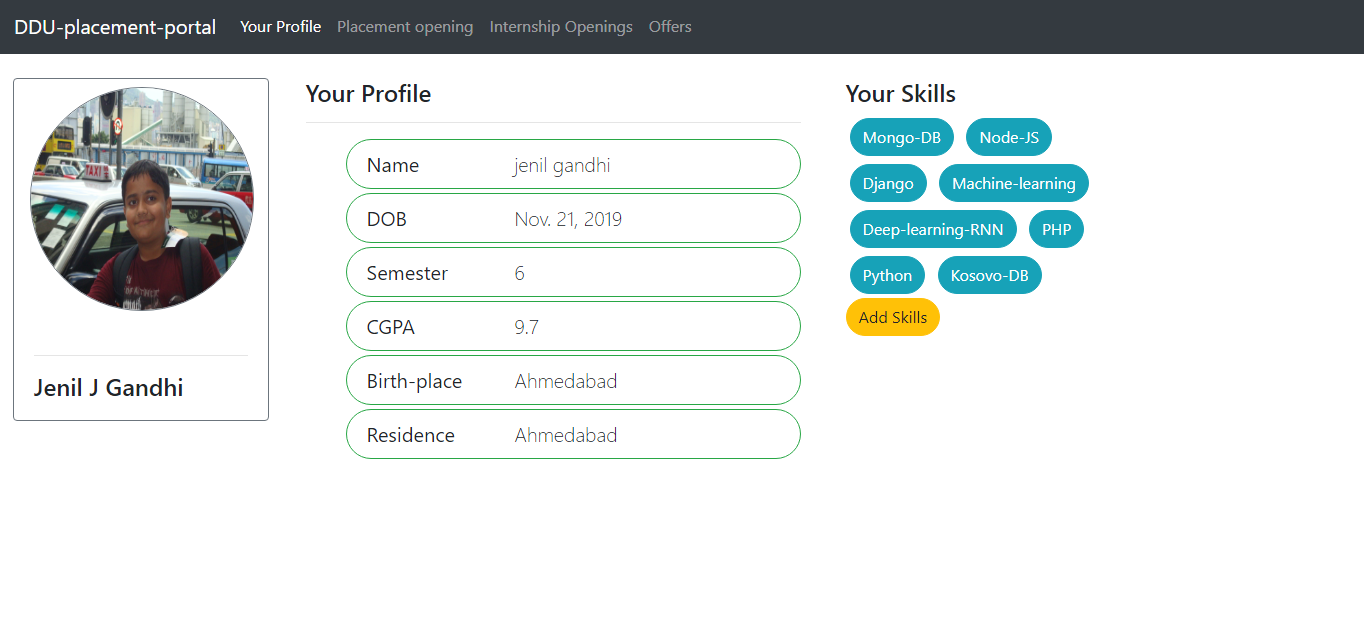 DDU-placement-portal Your Profile Placement opening Internship Openings Offers
TAXI
Jenil J Gandhi
Your Profile
Name jenil gandhi
DOB Nov. 21, 2019
Semester 6
CGPA 9.7
Birth-place Ahmedabad
Residence Ahmedabad
Your Skills
Mongo-DB Node-JS
Django Machine-learning
Deep-learning-RNN PHP
Python Kosovo-DB
Add Skills